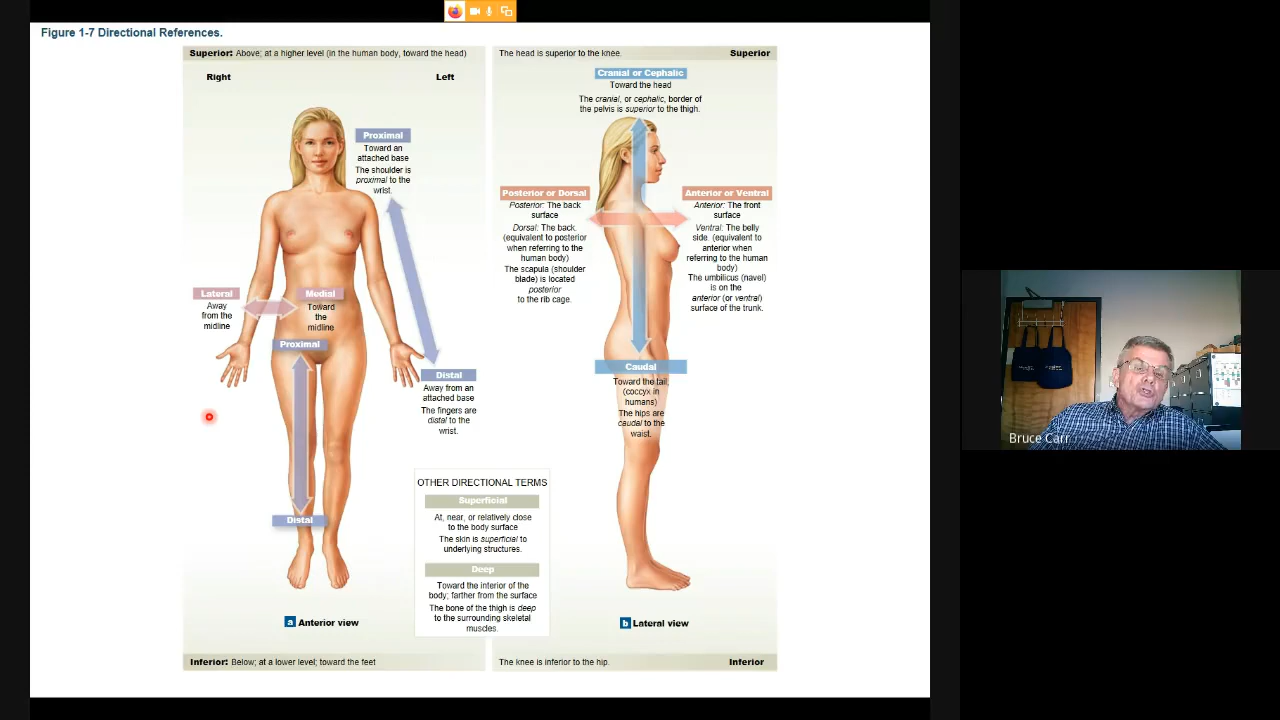 Figure 1-7 Directional References.
Superior: Above; at a higher level (in the human body, toward the head)
Right
Left
Proximal
Toward an
attached base
The shoulder is
proximal to the
wrist.
Lateral
Away
from the
midline
Medial
Toward
the
midline
Proximal
Distal
Away from an
attached base
The fingers are
distal to the
wrist.
Distal
OTHER DIRECTIONAL TERMS
Superficial
At, near, or relatively close
to the body surface
The skin is superficial to
underlying structures.
Deep
Toward the interior of the
body; farther from the surface
The bone of the thigh is deep
to the surrounding skeletal
muscles.
a Anterior view
Inferior: Below; at a lower level; toward the feet
The head is superior to the knee.
Superior
Cranial or Cephalic
Toward the head
The cranial, or cephalic, border of
the pelvis is superior to the thigh.
Posterior or Dorsal
Posterior: The back
surface
Dorsal: The back.
(equivalent to posterior
when referring to the
human body)
The scapula (shoulder
blade) is located
posterior
to the rib cage.
Anterior or Ventral
Anterior: The front
surface
Ventral: The belly
side. (equivalent to
anterior when
referring to the human
body)
The umbilicus (navel)
is on the
anterior (or ventral)
surface of the trunk.
Caudal
Toward the tail;
(coccyx in
humans)
The hips are
caudal to the
waist.
b Lateral view
The knee is inferior to the hip.
Inferior
Bruce Carr